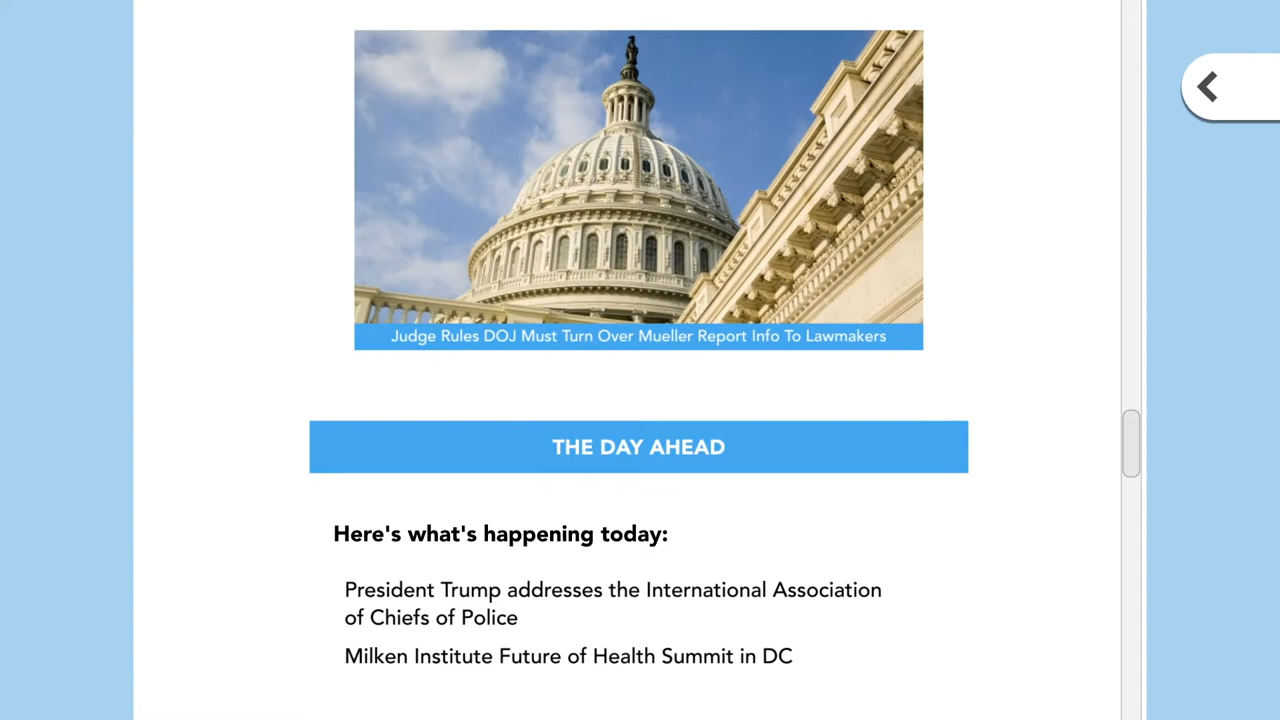 Judge Rules DOJ Must Turn Over Mueller Report Info To Lawmakers
THE DAY AHEAD
Here's what's happening today:
President Trump addresses the International Association
of Chiefs of Police
Milken Institute Future of Health Summit in DC